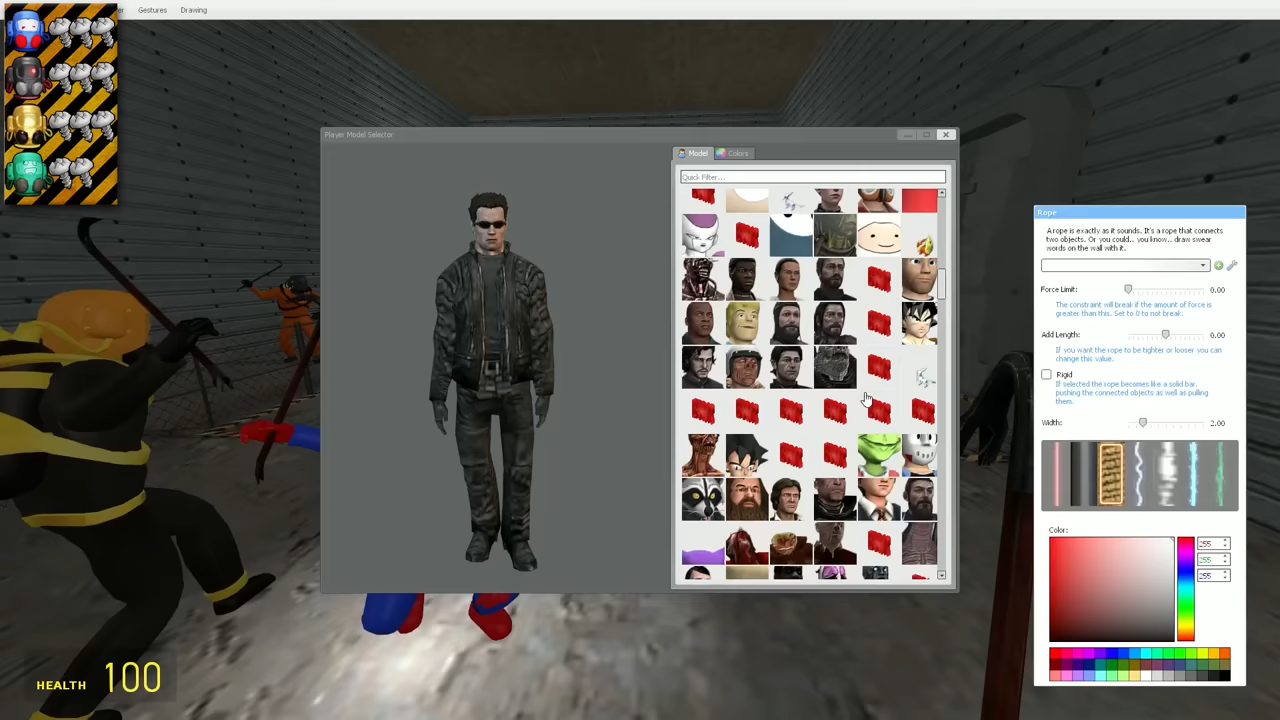 Gestures
Drawing
Player Model Selector
Model
Colors
Quick Filter...
Rope
A rope is exactly as it sounds. It's a rope that connects
two objects. Or you could.. you know.. draw swear
words on the wall with it.
Force Limit:
0.00
The constraint will break if the amount of force is
greater than this. Set to 0 to not break.
Add Length:
0.00
If you want the rope to be tighter or looser you can
change this value.
Rigid
If selected the rope becomes like a solid bar,
pushing the connected objects as well as pulling
them.
Width:
2.00
Color:
255
255
255
HEALTH 100